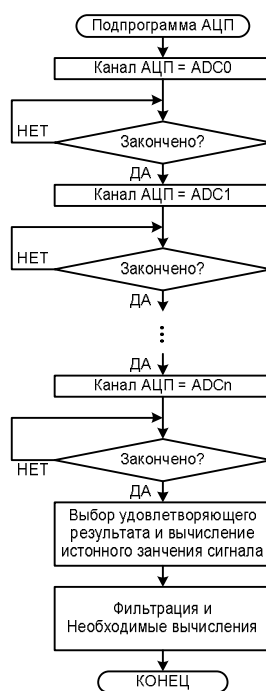 Подпрограмма АЦП
Канал АЦП = ADC0
НЕТ
Закончено?
ДА
Канал АЦП = ADC1
НЕТ
Закончено?
ДА
⋮
ДА
Канал АЦП = ADCn
Закончено?
НЕТ
ДА
Выбор удовлетворяющего
результата и вычисление
истонного занчения сигнала
Фильтрация и
Необходимые вычисления
КОНЕЦ